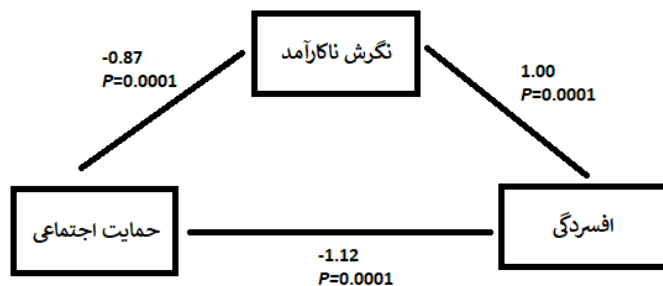 نگرش ناکارآمد
-0.87
P=0.0001
1.00
P=0.0001
حمایت اجتماعی
افسردگی
-1.12
P=0.0001